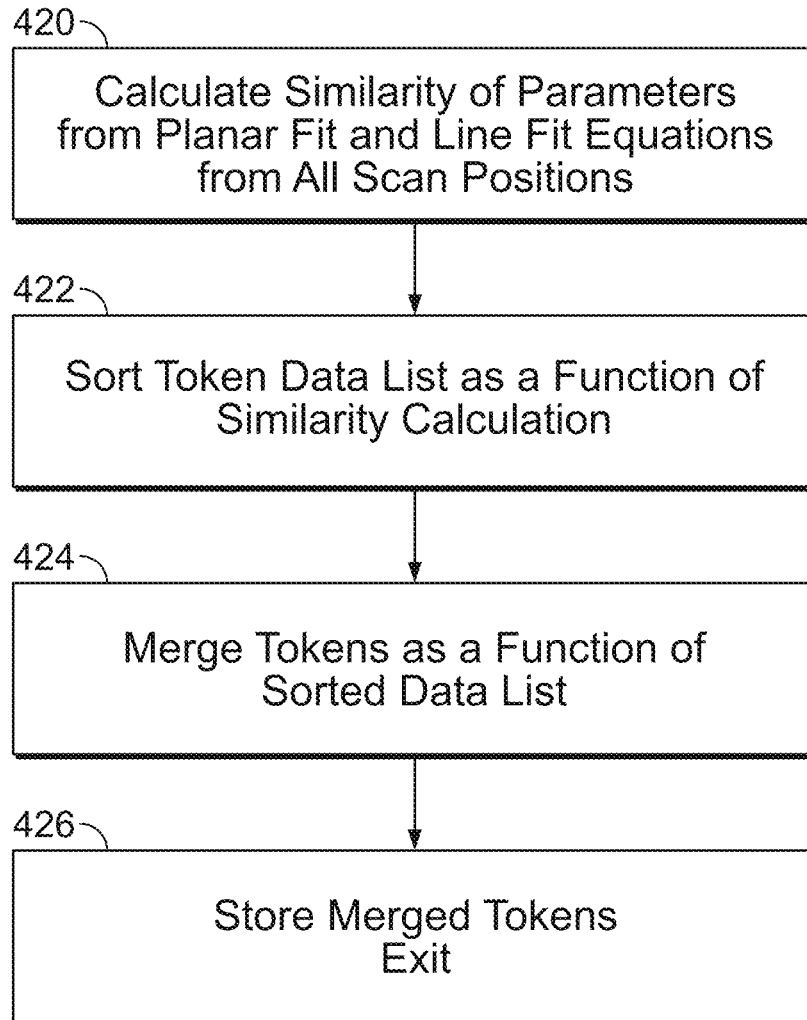 420
Calculate Similarity of Parameters
from Planar Fit and Line Fit Equations
from All Scan Positions
422
Sort Token Data List as a Function of
Similarity Calculation
424
Merge Tokens as a Function of
Sorted Data List
426
Store Merged Tokens
Exit